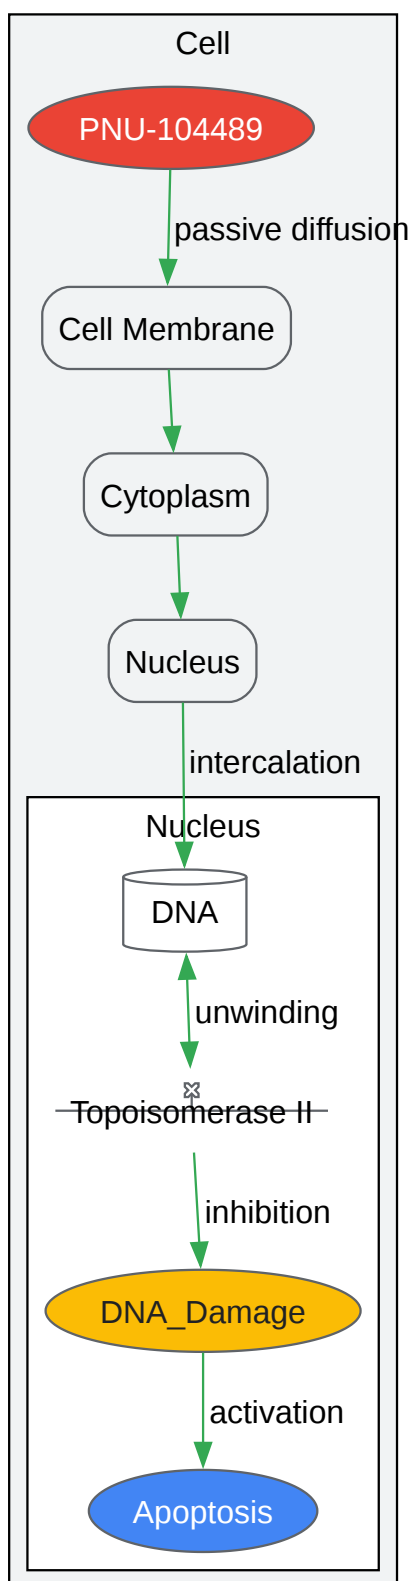 Cell
PNU-104489
passive diffusion
Cell Membrane
Cytoplasm
Nucleus
intercalation
Nucleus
DNA
unwinding
Topoisomerase II
inhibition
DNA_Damage
activation
Apoptosis